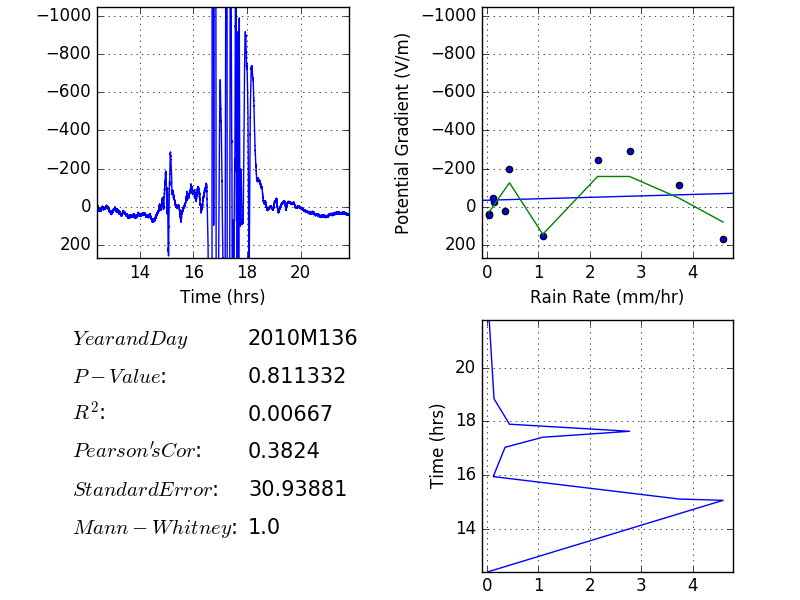 −1000
−800
−600
−400
−200
0
200
14 16 18 20
Time (hrs)
Potential Gradient (V/m)
−1000
−800
−600
−400
−200
0
200
0 1 2 3 4
Rain Rate (mm/hr)
YearandDay 2010M136
P − Value: 0.811332
R²: 0.00667
Pearson′sCor: 0.3824
StandardError: 30.93881
Mann − Whitney: 1.0
Time (hrs)
20
18
16
14
0 1 2 3 4